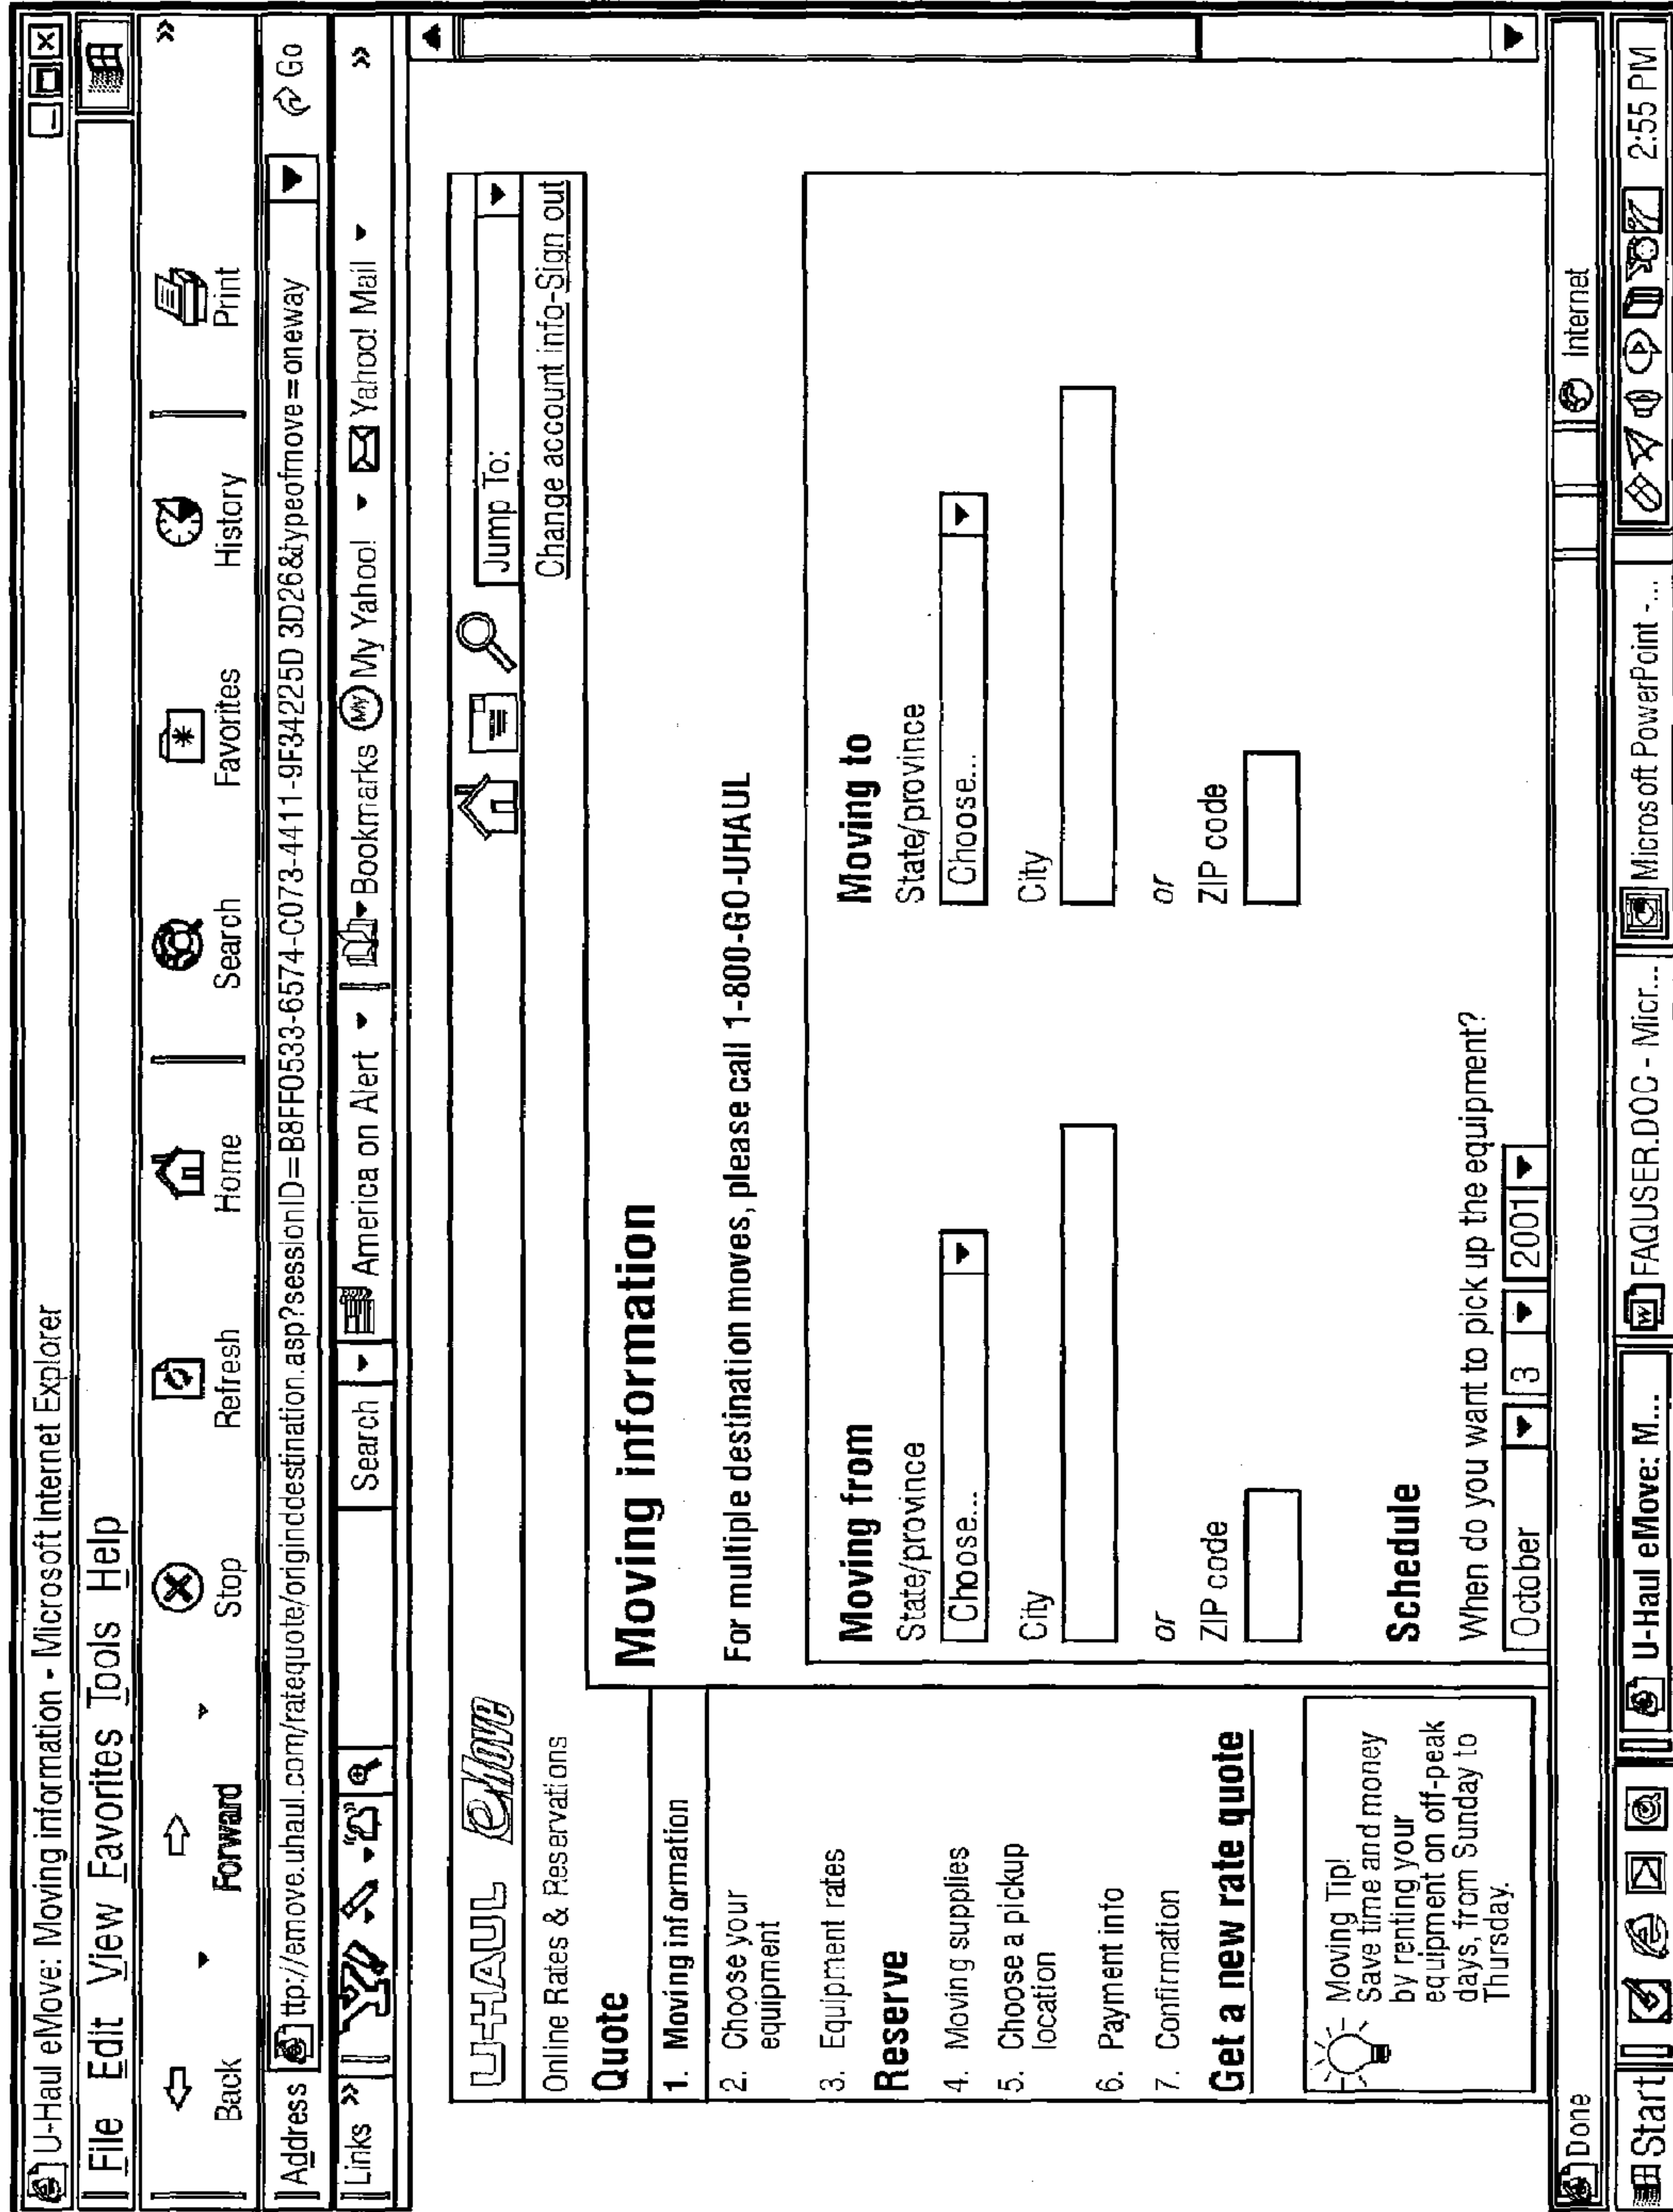 U-Haul eMove: Moving information - Microsoft Internet Explorer
File Edit View Favorites Tools Help
Back Forward Stop Refresh Home Search Favorites History Print »
Address ttp://emove.uhaul.com/ratequote/origindestination.asp?sessionID=B8FF0533-6574-C073-4411-9F34225D 3D26&typeofmove=oneway Go
Links » Search America on Alert Bookmarks My My Yahoo! Yahoo! Mail »
U-HAUL eMove
Jump To:
Online Rates & Reservations
Change account info-Sign out
Quote
1. Moving information
2. Choose your
equipment
3. Equipment rates
Reserve
4. Moving supplies
5. Choose a pickup
location
6. Payment info
7. Confirmation
Get a new rate quote
Moving Tip!
Save time and money
by renting your
equipment on off-peak
days, from Sunday to
Thursday.
Moving information
For multiple destination moves, please call 1-800-GO-UHAUL
Moving from
State/province
Choose...
City
or
ZIP code
Moving to
State/province
Choose...
City
or
ZIP code
Schedule
When do you want to pick up the equipment?
October 3 2001
Done Internet
Start U-Haul eMove: M... W FAQUSER.DOC - Micr... Microsoft PowerPoint -... 2:55 PM